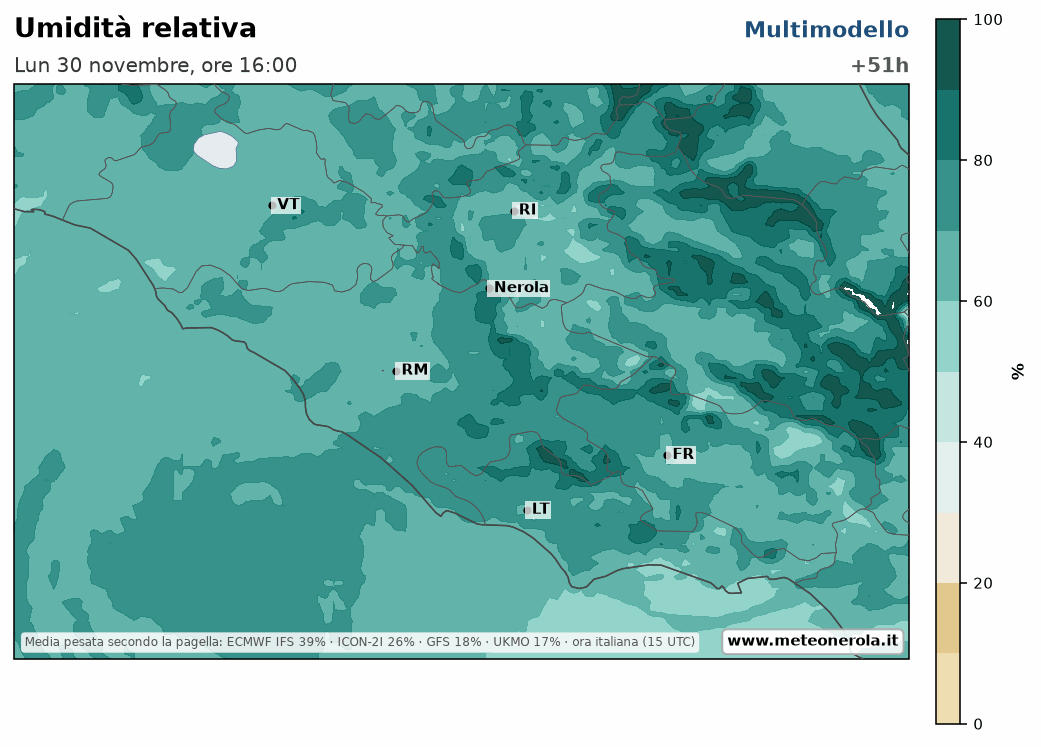 Umidità relativa
Multimodello
Lun 30 novembre, ore 16:00
+51h
VT
RI
Nerola
RM
FR
LT
Media pesata secondo la pagella: ECMWF IFS 39% · ICON-2I 26% · GFS 18% · UKMO 17% · ora italiana (15 UTC)
www.meteonerola.it
100
80
60
40
20
0
%